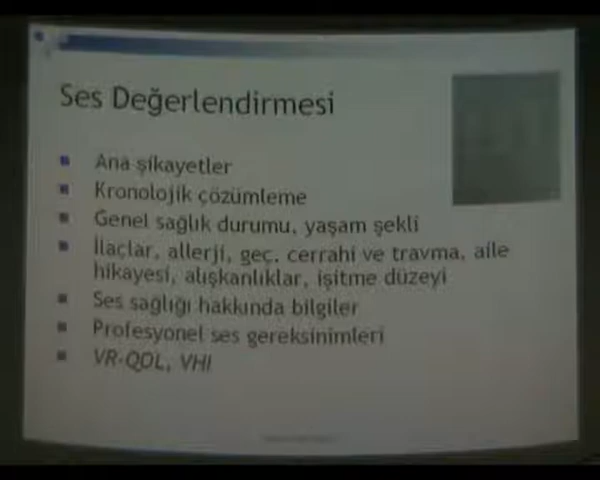 Ses Değerlendirmesi
Ana şikayetler
Kronolojik çözümleme
Genel sağlık durumu, yaşam şekli
İlaçlar, allerji, geç. cerrahi ve travma, aile
hikayesi, alışkanlıklar, işitme düzeyi
Ses sağlığı hakkında bilgiler
Profesyonel ses gereksinimleri
VR-QOL, VHI